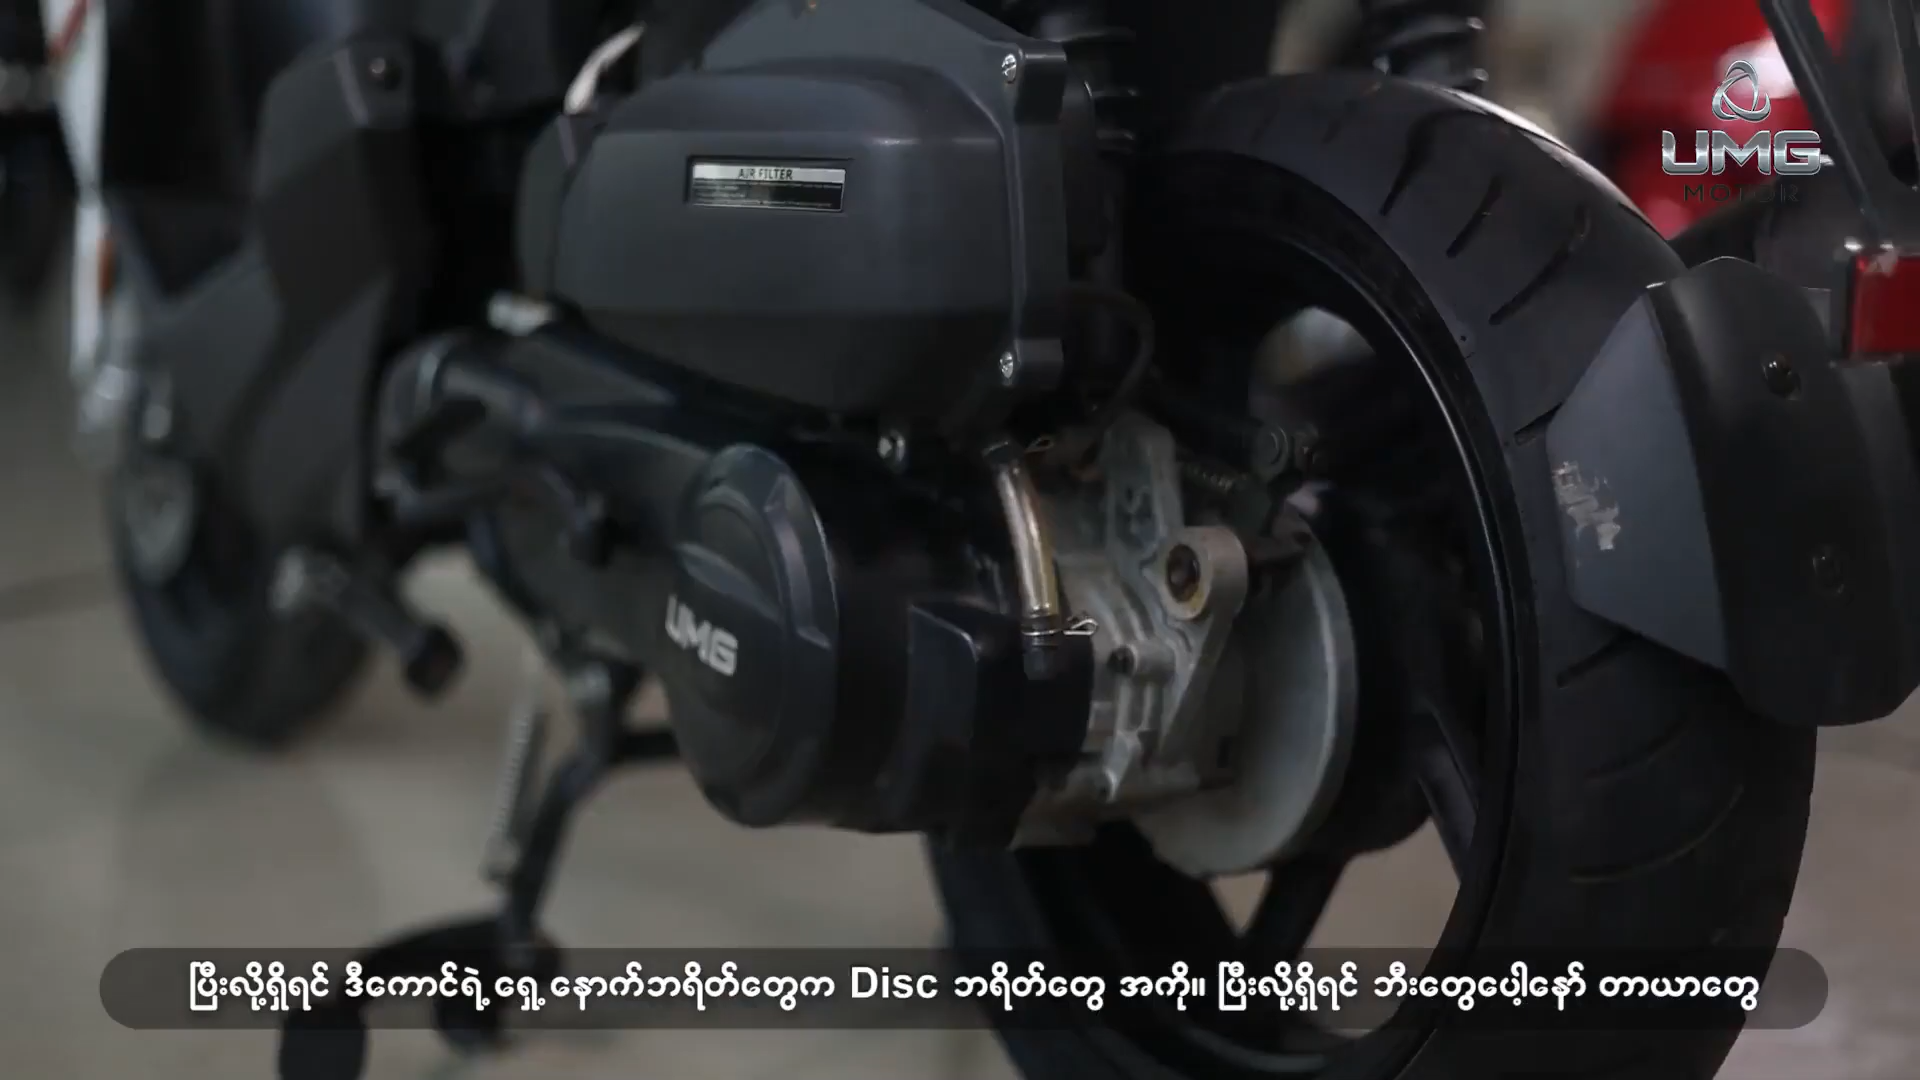 UMG
MOTOR
AIR FILTER
UMG
ပြီးလို့ရှိရင် ဒီကောင်ရဲ့ ရှေ့ နောက်ဘရိတ်တွေက Disc ဘရိတ်တွေ အကို။ ပြီးလို့ရှိရင် ဘီးတွေပေါ့နော် တာယာတွေ